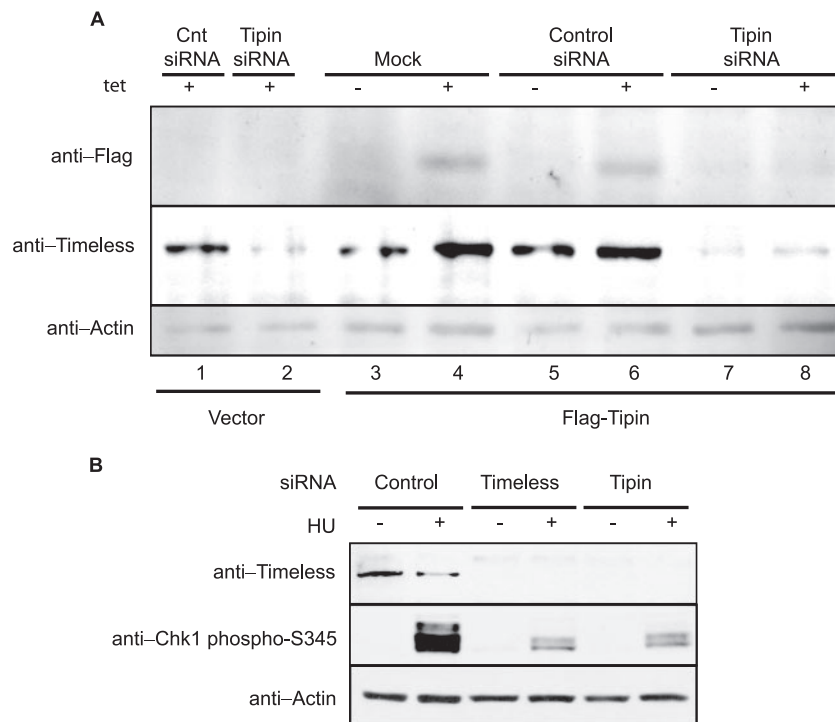 A
Cnt siRNA Tipin siRNA Mock Control siRNA Tipin siRNA
tet + + - + - + - +
anti–Flag
anti–Timeless
anti–Actin
1 2 3 4 5 6 7 8
Vector Flag-Tipin
B
siRNA Control Timeless Tipin
HU - + - + - +
anti–Timeless
anti–Chk1 phospho-S345
anti–Actin